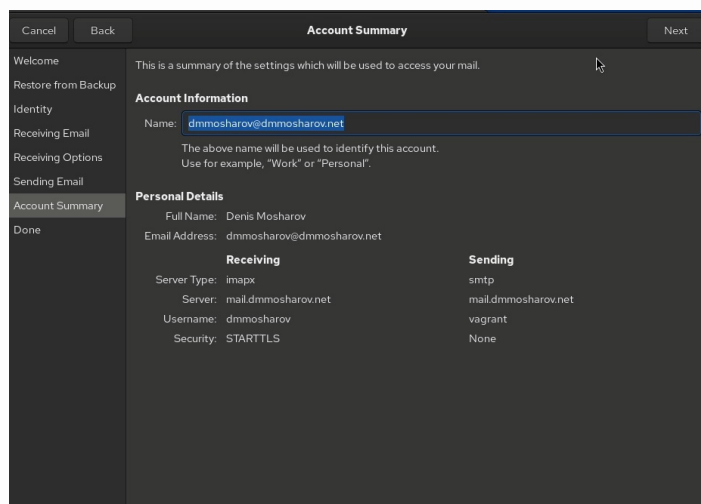 Cancel Back Account Summary Next
Welcome
Restore from Backup
Identity
Receiving Email
Receiving Options
Sending Email
Account Summary
Done
This is a summary of the settings which will be used to access your mail.
Account Information
Name: dmmosharov@dmmosharov.net
The above name will be used to identify this account.
Use for example, “Work” or “Personal”.
Personal Details
Full Name: Denis Mosharov
Email Address: dmmosharov@dmmosharov.net
Receiving Sending
Server Type: imapx smtp
Server: mail.dmmosharov.net mail.dmmosharov.net
Username: dmmosharov vagrant
Security: STARTTLS None